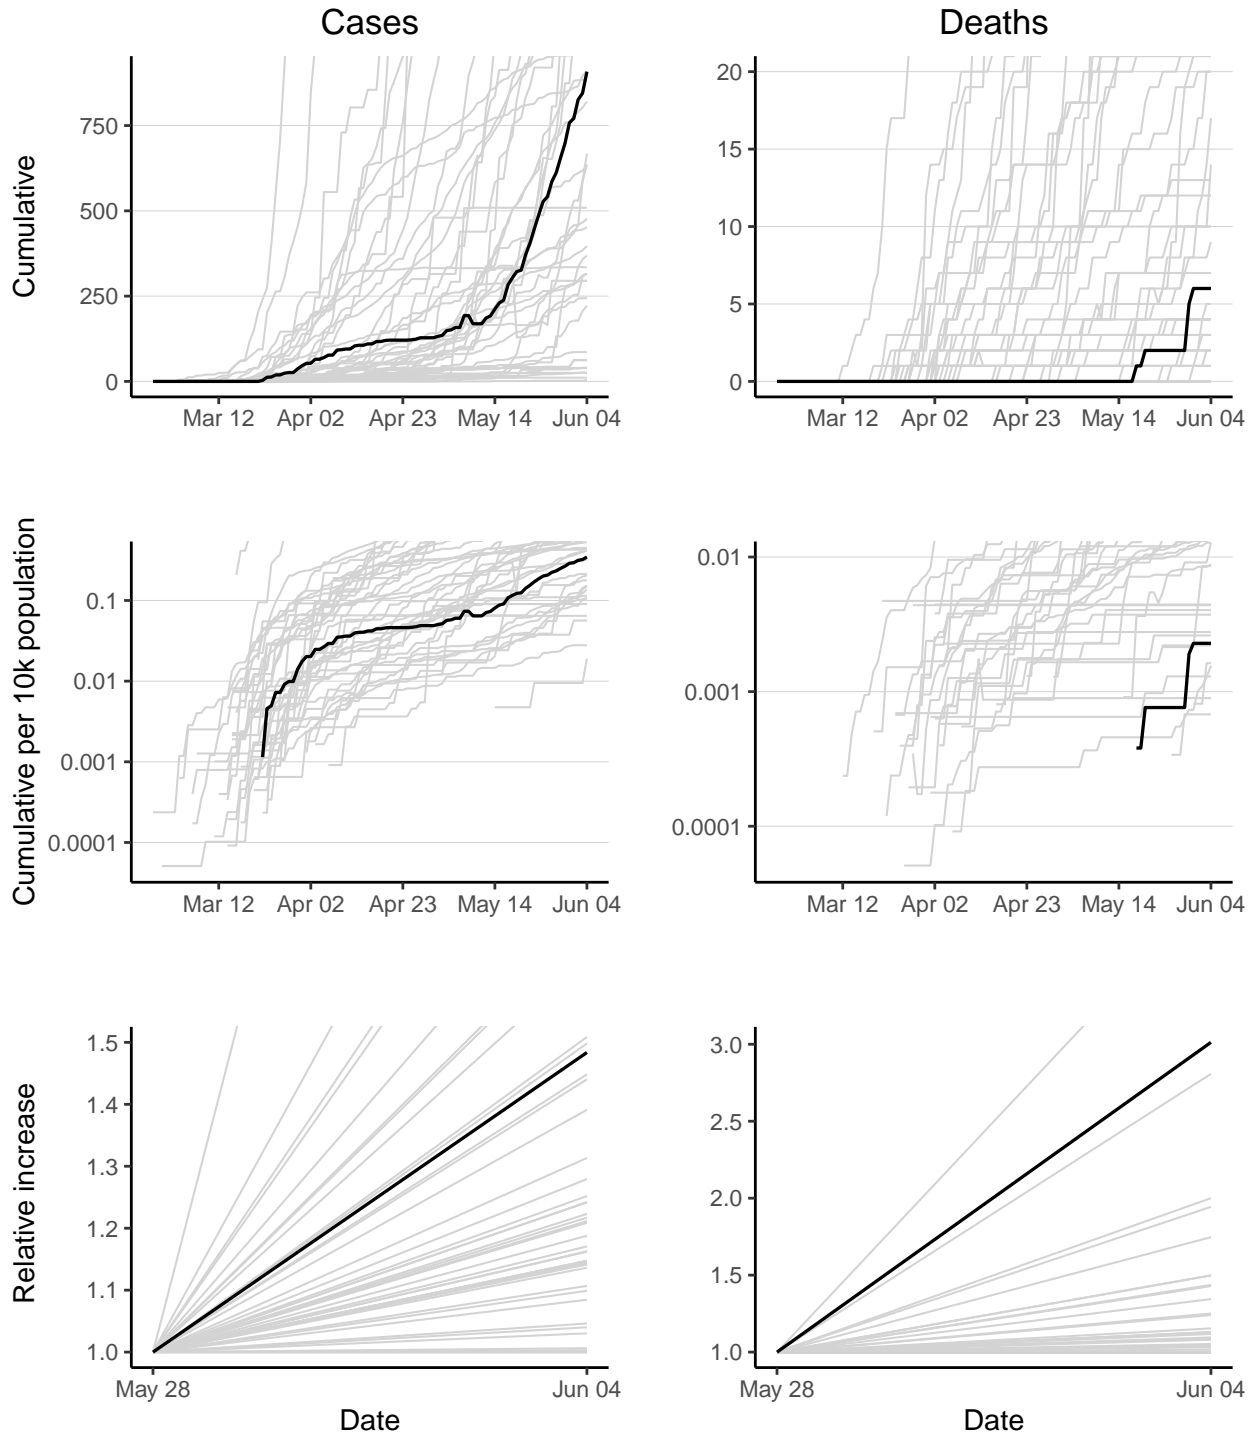 Cases
Deaths
Cumulative
750
500
250
0
Mar 12 Apr 02 Apr 23 May 14 Jun 04
20
15
10
5
0
Mar 12 Apr 02 Apr 23 May 14 Jun 04
Cumulative per 10k population
0.1
0.01
0.001
0.0001
Mar 12 Apr 02 Apr 23 May 14 Jun 04
0.01
0.001
0.0001
Mar 12 Apr 02 Apr 23 May 14 Jun 04
Relative increase
1.5
1.4
1.3
1.2
1.1
1.0
May 28 Jun 04
Date
3.0
2.5
2.0
1.5
1.0
May 28 Jun 04
Date